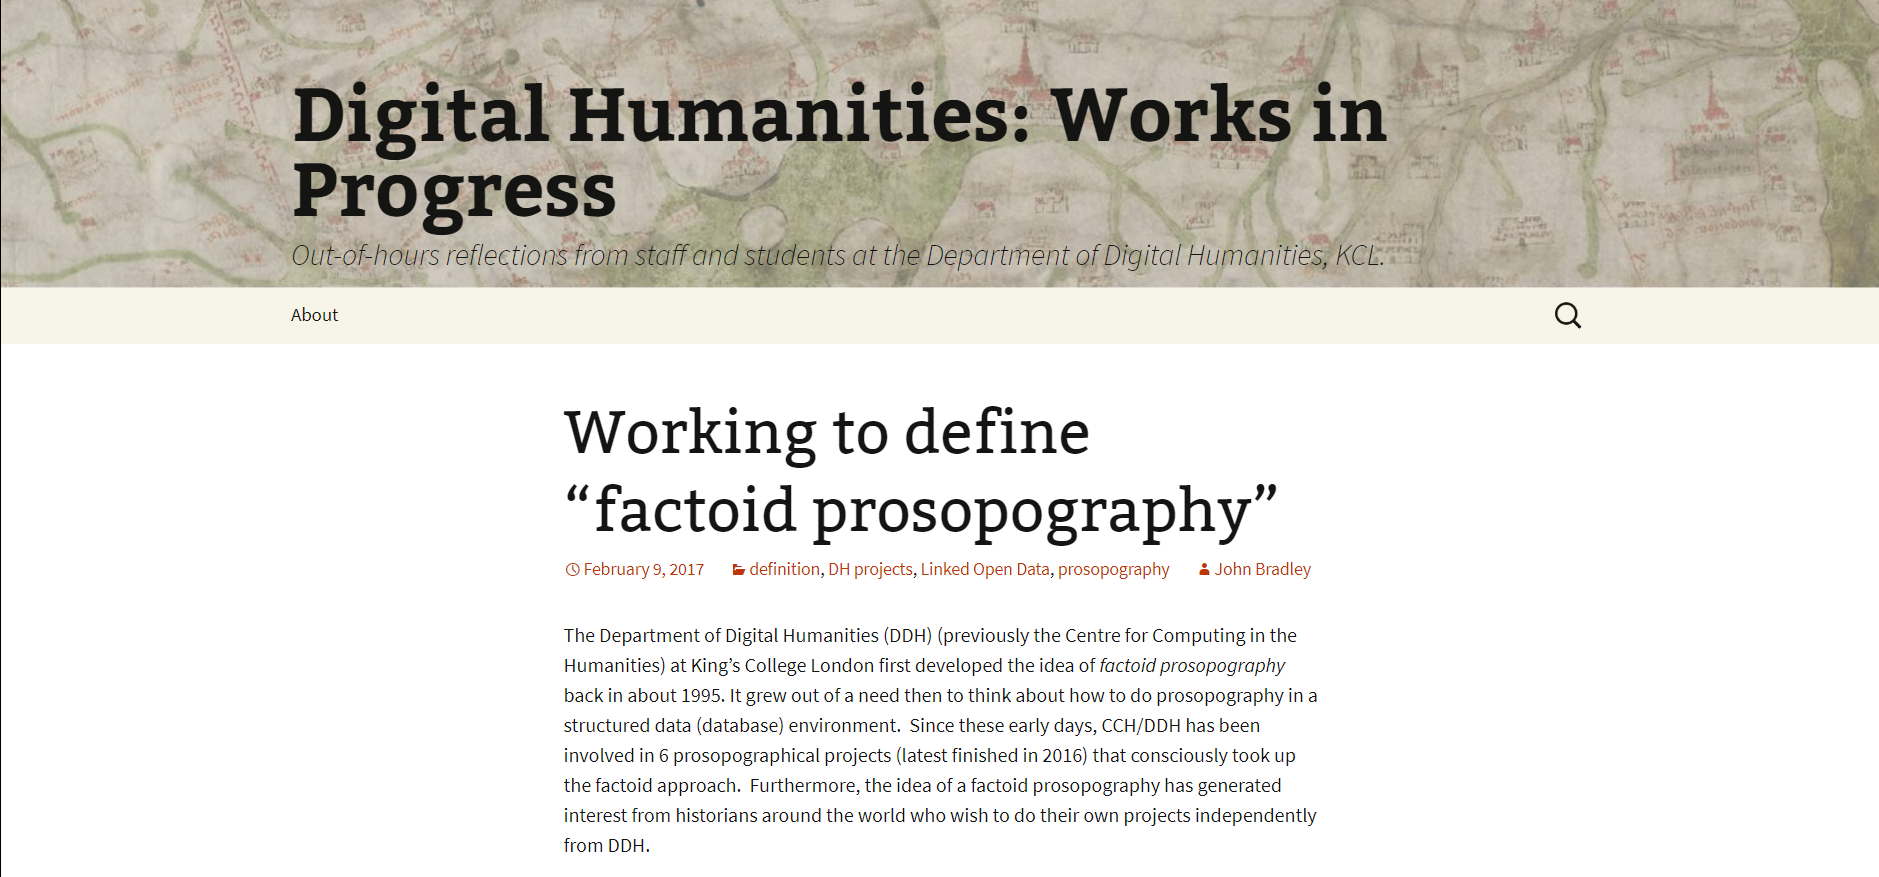 Digital Humanities: Works in
Progress
Out-of-hours reflections from staff and students at the Department of Digital Humanities, KCL.
About
Working to define
“factoid prosopography”
February 9, 2017 definition, DH projects, Linked Open Data, prosopography John Bradley
The Department of Digital Humanities (DDH) (previously the Centre for Computing in the
Humanities) at King’s College London first developed the idea of factoid prosopography
back in about 1995. It grew out of a need then to think about how to do prosopography in a
structured data (database) environment.  Since these early days, CCH/DDH has been
involved in 6 prosopographical projects (latest finished in 2016) that consciously took up
the factoid approach.  Furthermore, the idea of a factoid prosopography has generated
interest from historians around the world who wish to do their own projects independently
from DDH.